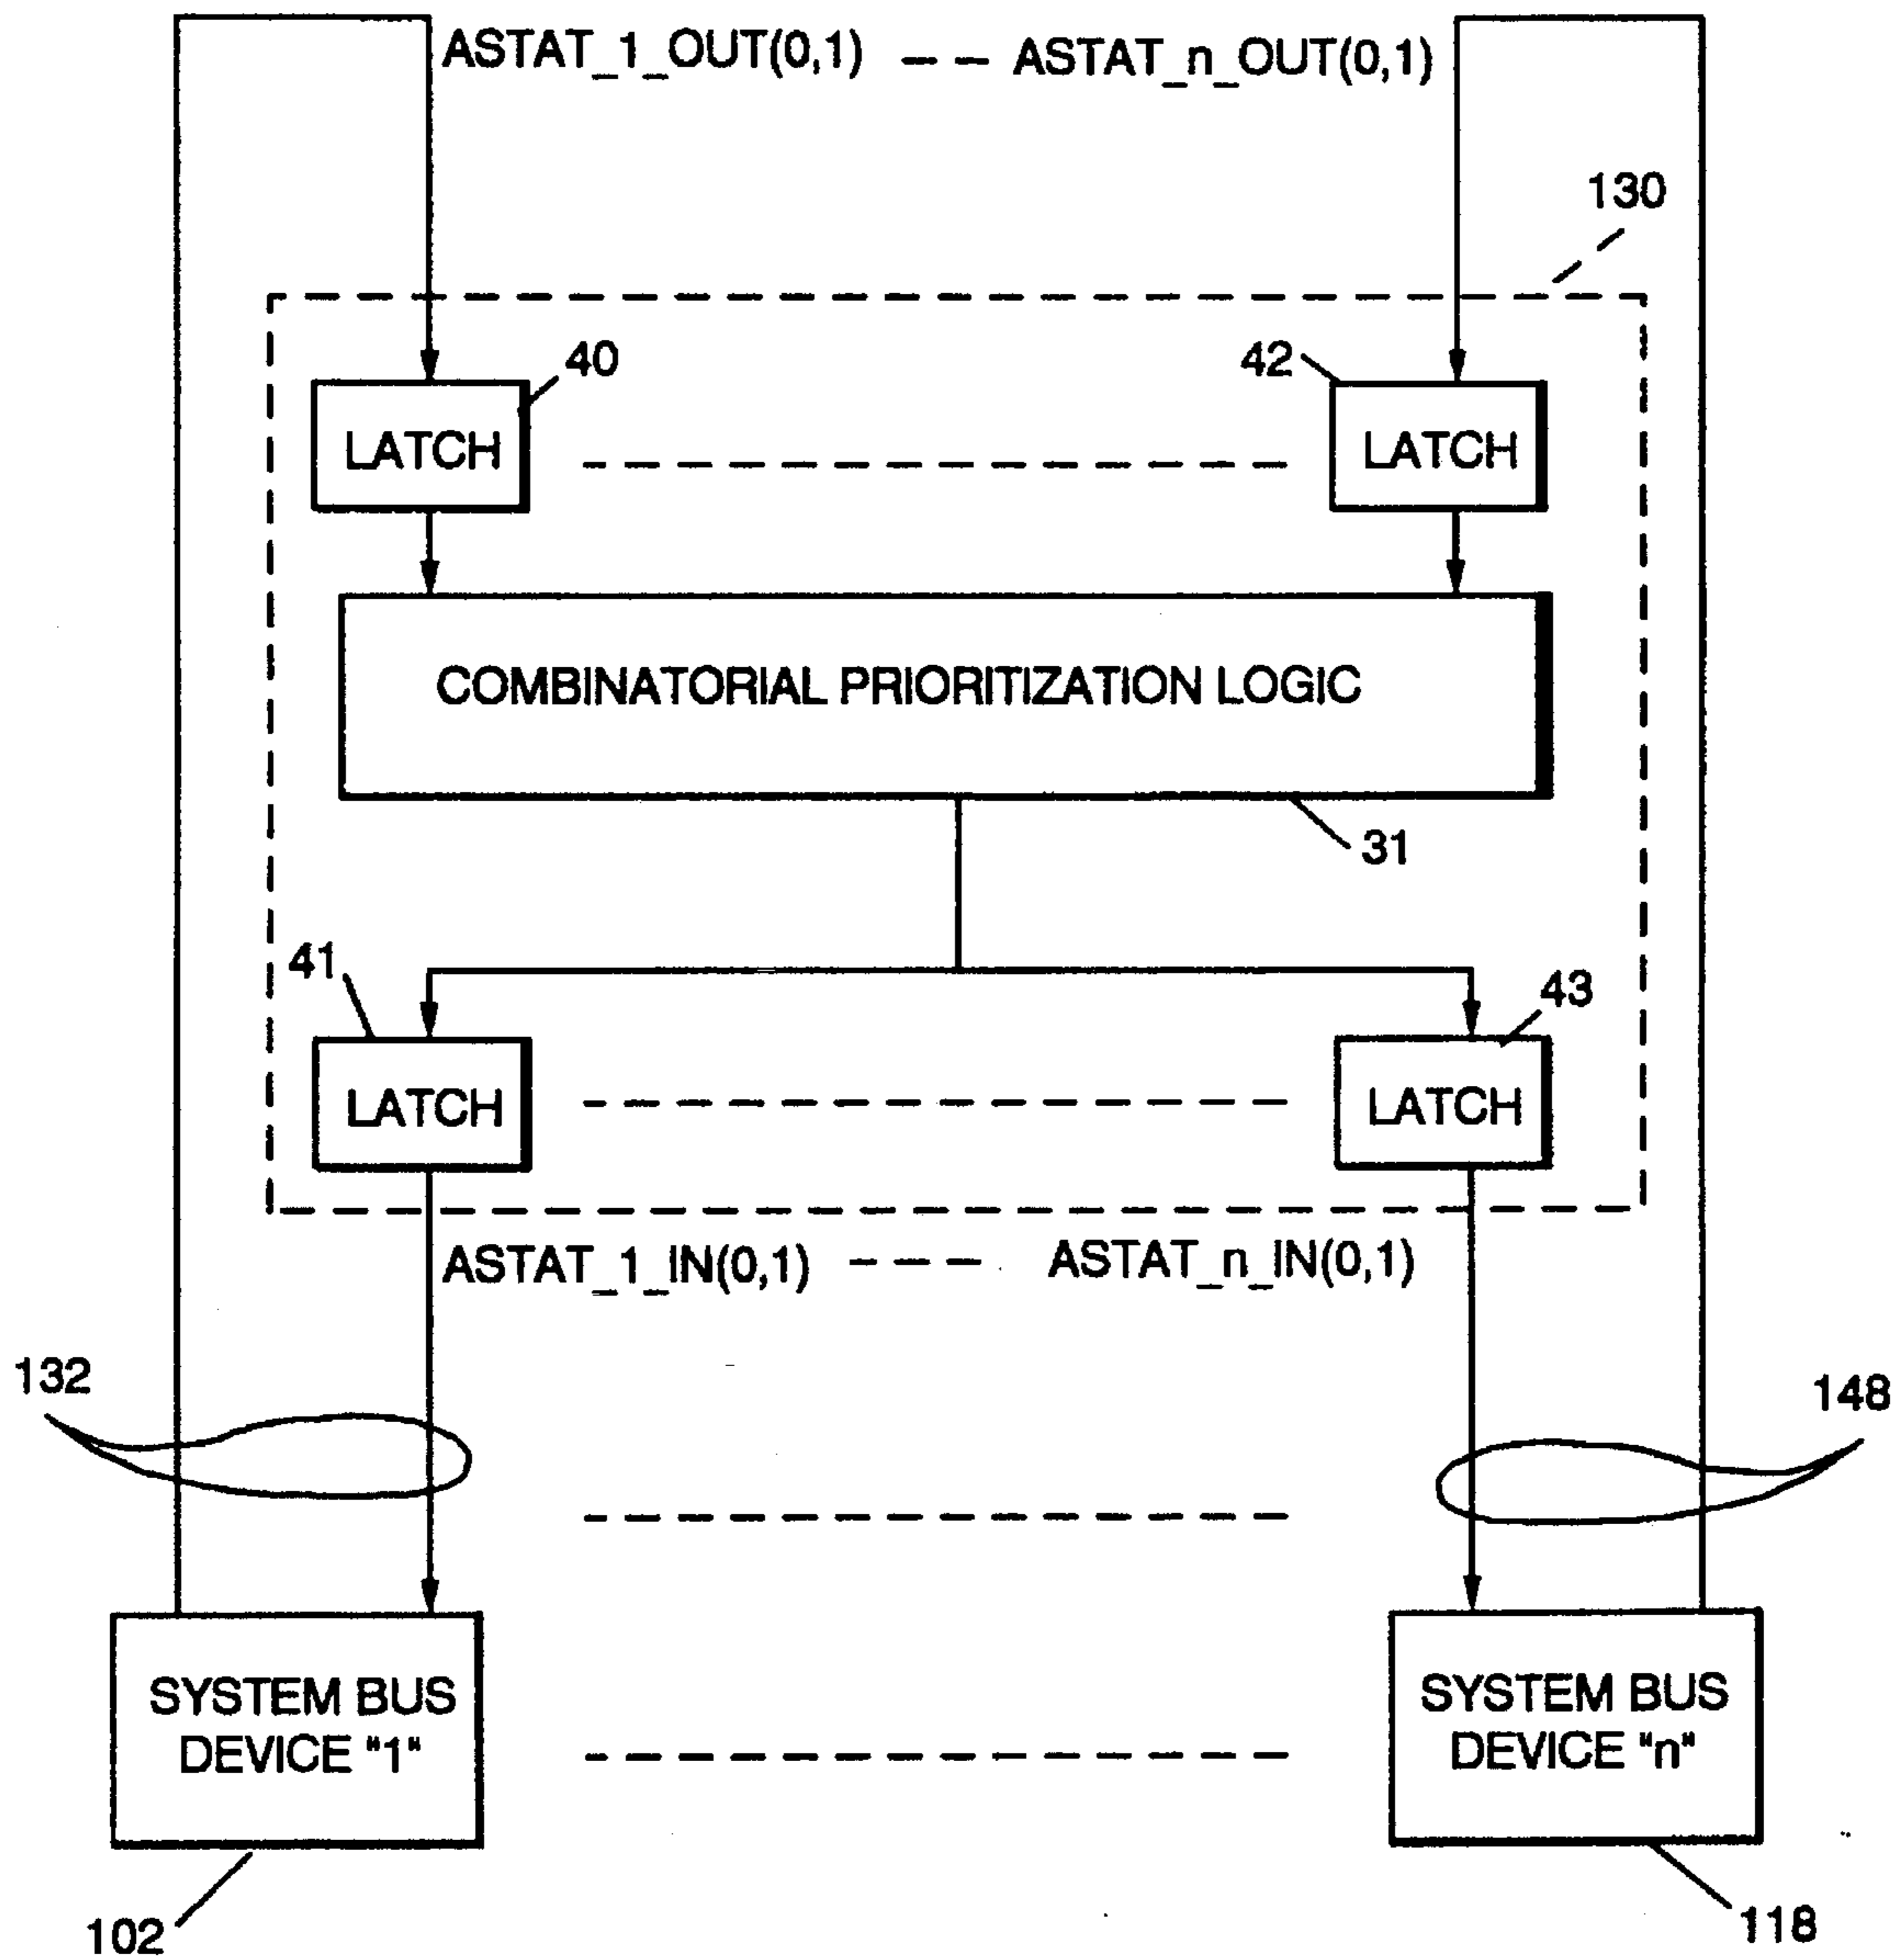 ASTAT_1_OUT(0,1) -- ASTAT_n_OUT(0,1)
130
40
42
LATCH
LATCH
COMBINATORIAL PRIORITIZATION LOGIC
31
41
43
LATCH
LATCH
ASTAT_1_IN(0,1) --- ASTAT_n_IN(0,1)
132
148
SYSTEM BUS
DEVICE "1"
SYSTEM BUS
DEVICE "n"
102
118